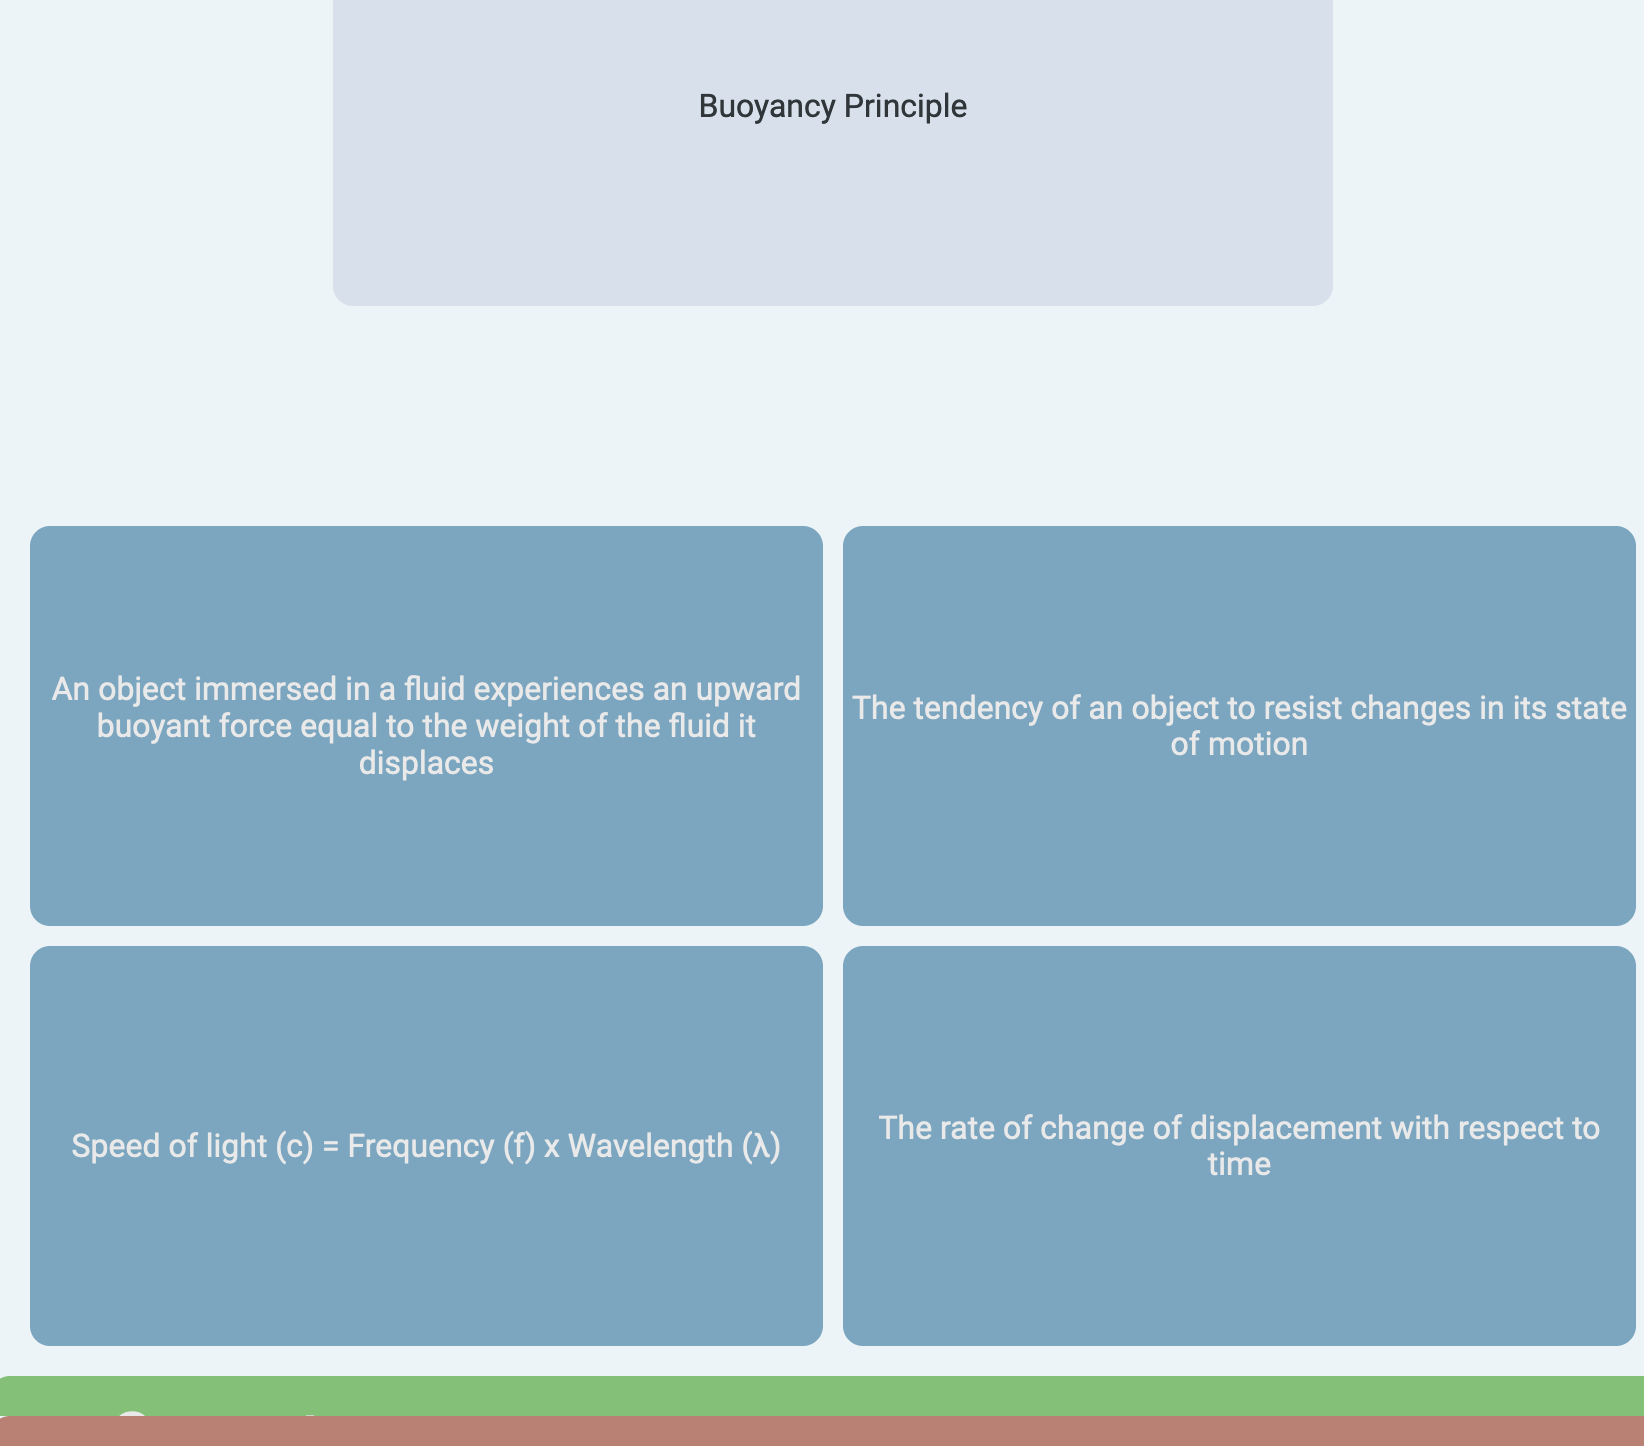 Buoyancy Principle
An object immersed in a fluid experiences an upward
buoyant force equal to the weight of the fluid it
displaces
The tendency of an object to resist changes in its state
of motion
Speed of light (c) = Frequency (f) x Wavelength (λ)
The rate of change of displacement with respect to
time